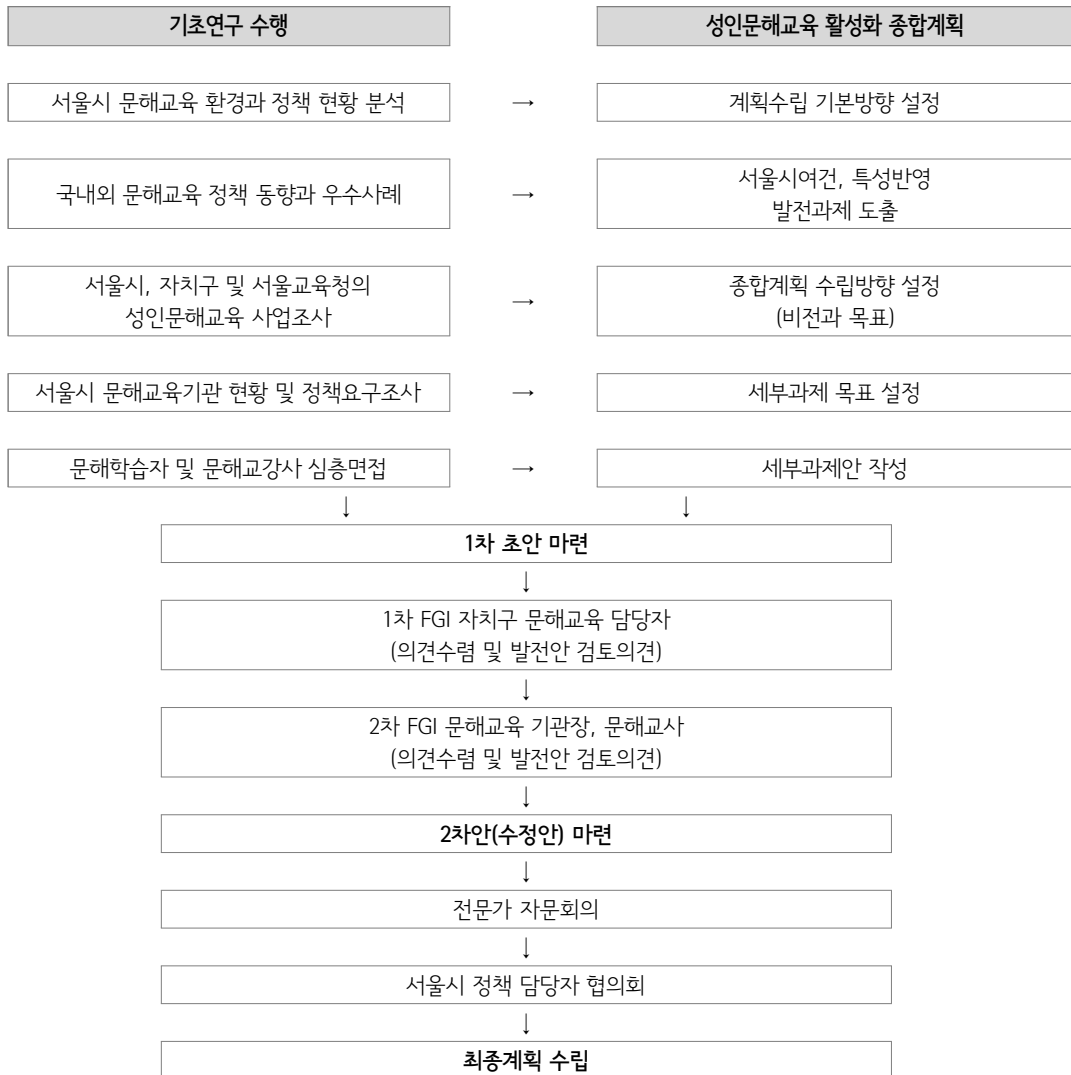 기초연구 수행
성인문해교육 활성화 종합계획
서울시 문해교육 환경과 정책 현황 분석
→
계획수립 기본방향 설정
국내외 문해교육 정책 동향과 우수사례
→
서울시여건, 특성반영
발전과제 도출
서울시, 자치구 및 서울교육청의
성인문해교육 사업조사
→
종합계획 수립방향 설정
(비전과 목표)
서울시 문해교육기관 현황 및 정책요구조사
→
세부과제 목표 설정
문해학습자 및 문해교강사 심층면접
→
세부과제안 작성
↓ ↓
1차 초안 마련
↓
1차 FGI 자치구 문해교육 담당자
(의견수렴 및 발전안 검토의견)
↓
2차 FGI 문해교육 기관장, 문해교사
(의견수렴 및 발전안 검토의견)
↓
2차안(수정안) 마련
↓
전문가 자문회의
↓
서울시 정책 담당자 협의회
↓
최종계획 수립